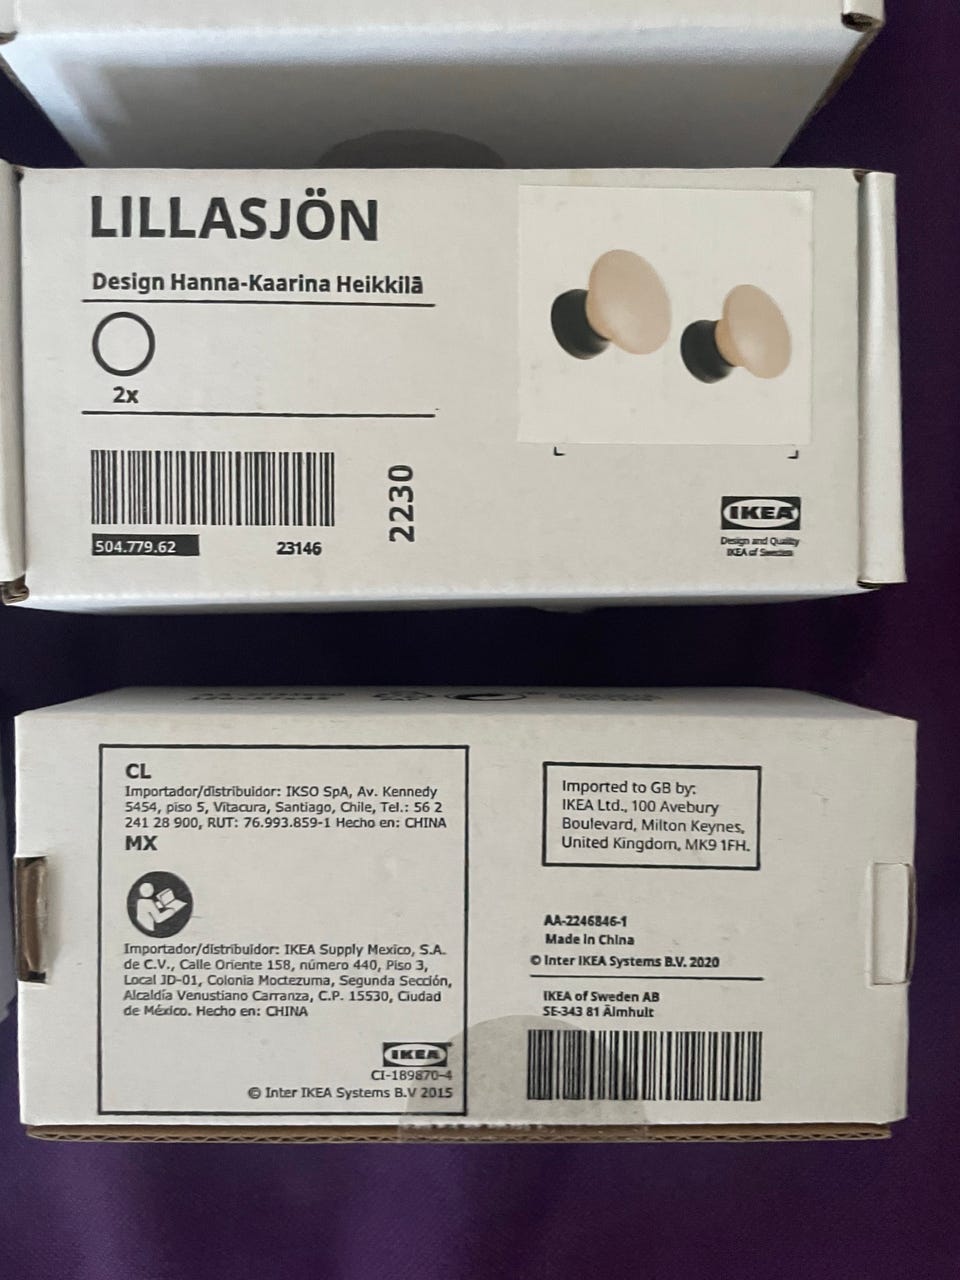 LILLASJÖN
Design Hanna-Kaarina Heikkilä
2x
504.779.62
23146
2230
IKEA
Design and Quality
IKEA of Sweden
CL
Importador/distribuidor: IKSO SpA, Av. Kennedy
5454, piso 5, Vitacura, Santiago, Chile, Tel.: 56 2
241 28 900, RUT: 76.993.859-1 Hecho en: CHINA
MX
Importador/distribuidor: IKEA Supply Mexico, S.A.
de C.V., Calle Oriente 158, número 440, Piso 3,
Local JD-01, Colonia Moctezuma, Segunda Sección,
Alcaldía Venustiano Carranza, C.P. 15530, Ciudad
de México. Hecho en: CHINA
IKEA
CI-189870-4
© Inter IKEA Systems B.V 2015
Imported to GB by:
IKEA Ltd., 100 Avebury
Boulevard, Milton Keynes,
United Kingdom, MK9 1FH.
AA-2246846-1
Made in China
© Inter IKEA Systems B.V. 2020
IKEA of Sweden AB
SE-343 81 Älmhult